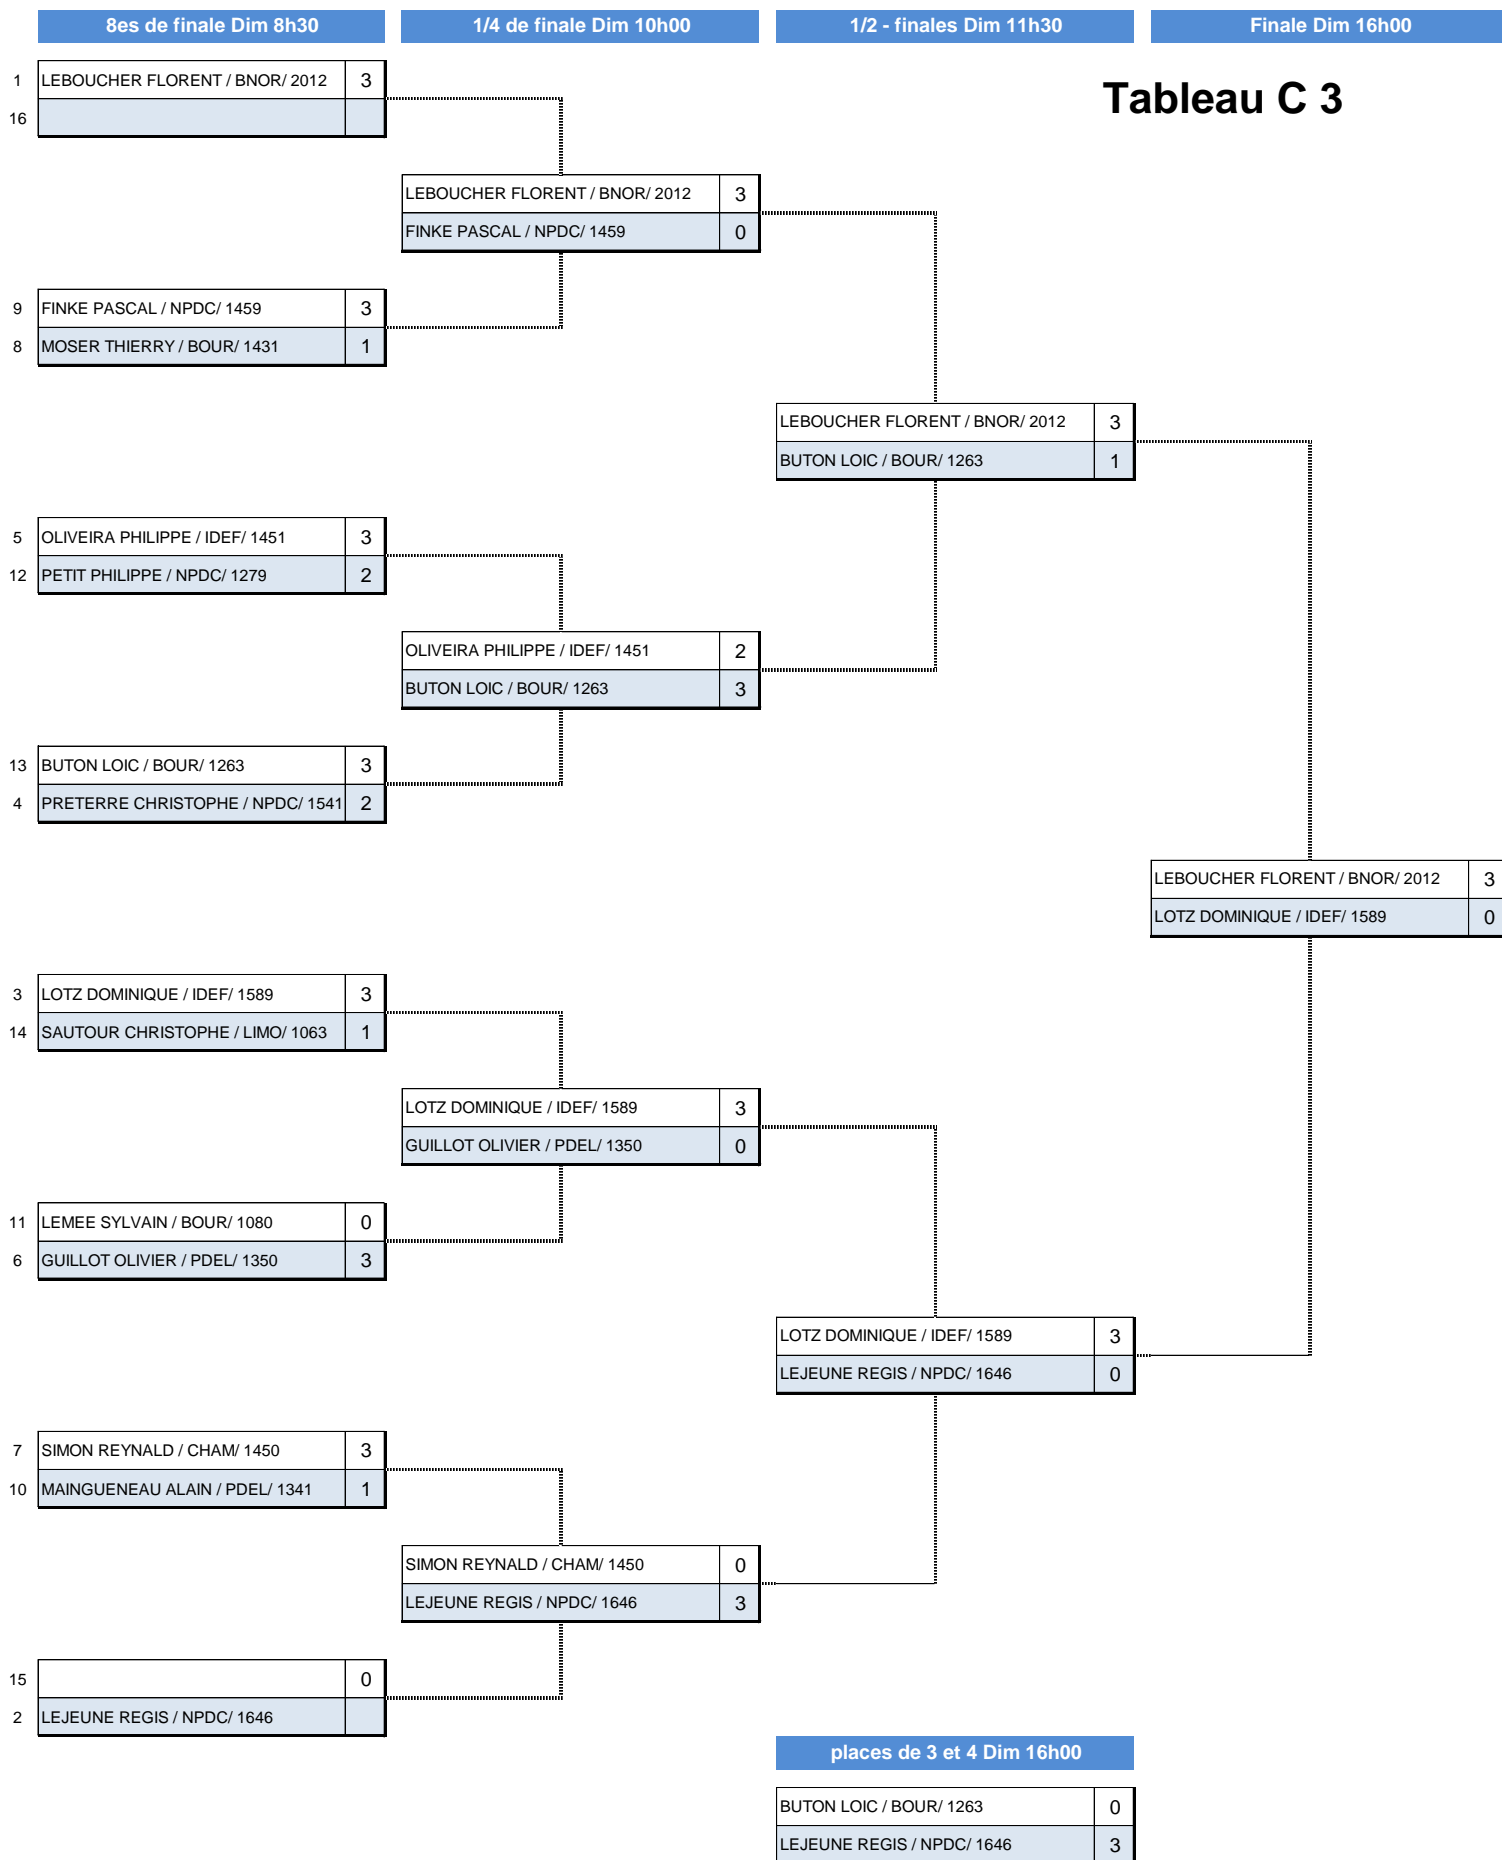 8es de finale Dim 8h30 1/4 de finale Dim 10h00 1/2 - finales Dim 11h30 Finale Dim 16h00
Tableau C 3
1 LEBOUCHER FLORENT / BNOR/ 2012 3
16
LEBOUCHER FLORENT / BNOR/ 2012 3
FINKE PASCAL / NPDC/ 1459 0
9 FINKE PASCAL / NPDC/ 1459 3
8 MOSER THIERRY / BOUR/ 1431 1
LEBOUCHER FLORENT / BNOR/ 2012 3
BUTON LOIC / BOUR/ 1263 1
5 OLIVEIRA PHILIPPE / IDEF/ 1451 3
12 PETIT PHILIPPE / NPDC/ 1279 2
OLIVEIRA PHILIPPE / IDEF/ 1451 2
BUTON LOIC / BOUR/ 1263 3
13 BUTON LOIC / BOUR/ 1263 3
4 PRETERRE CHRISTOPHE / NPDC/ 1541 2
LEBOUCHER FLORENT / BNOR/ 2012 3
LOTZ DOMINIQUE / IDEF/ 1589 0
3 LOTZ DOMINIQUE / IDEF/ 1589 3
14 SAUTOUR CHRISTOPHE / LIMO/ 1063 1
LOTZ DOMINIQUE / IDEF/ 1589 3
GUILLOT OLIVIER / PDEL/ 1350 0
11 LEMEE SYLVAIN / BOUR/ 1080 0
6 GUILLOT OLIVIER / PDEL/ 1350 3
LOTZ DOMINIQUE / IDEF/ 1589 3
LEJEUNE REGIS / NPDC/ 1646 0
7 SIMON REYNALD / CHAM/ 1450 3
10 MAINGUENEAU ALAIN / PDEL/ 1341 1
SIMON REYNALD / CHAM/ 1450 0
LEJEUNE REGIS / NPDC/ 1646 3
15 0
2 LEJEUNE REGIS / NPDC/ 1646
places de 3 et 4 Dim 16h00
BUTON LOIC / BOUR/ 1263 0
LEJEUNE REGIS / NPDC/ 1646 3